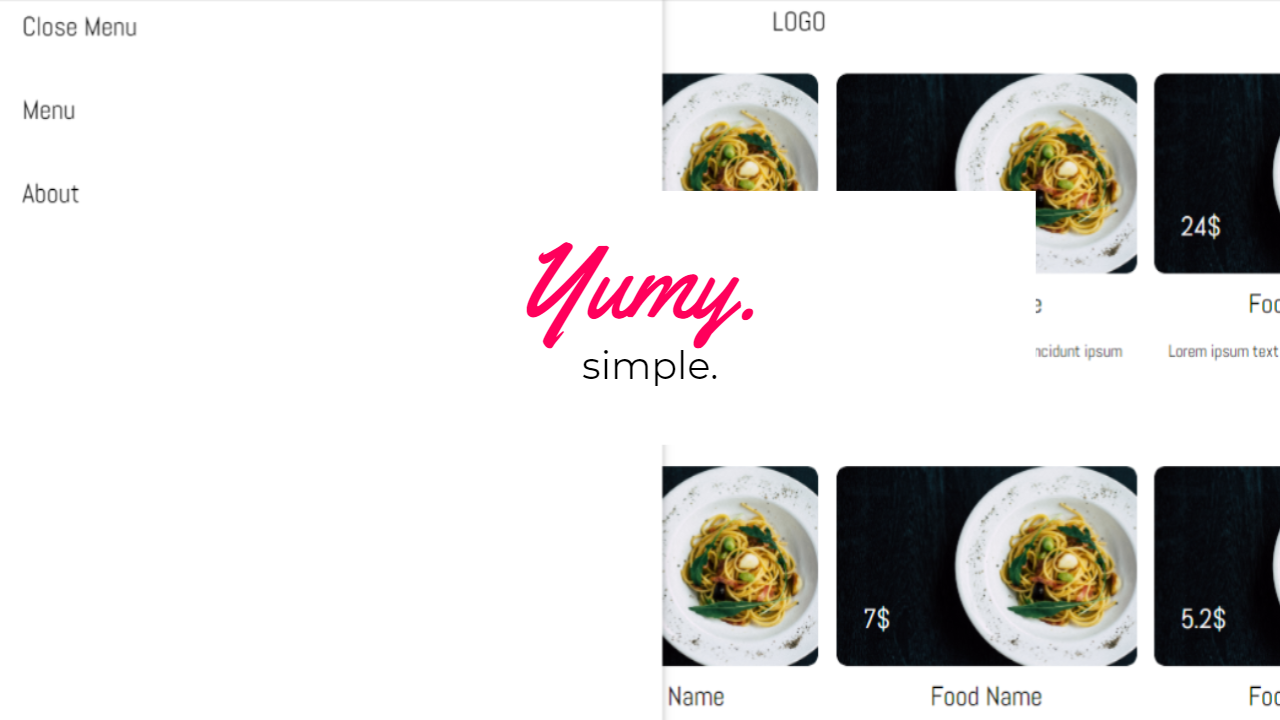 Close Menu
Menu
About
LOGO
24$
Yumy.
simple.
Foo
ncidunt ipsum
Lorem ipsum text
7$
5.2$
Name
Food Name
Foo